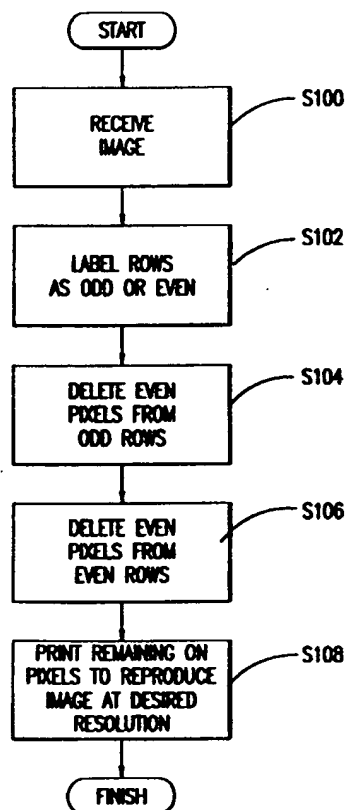 START
RECEIVE
IMAGE
S100
LABEL ROWS
AS ODD OR EVEN
S102
DELETE EVEN
PIXELS FROM
ODD ROWS
S104
DELETE EVEN
PIXELS FROM
EVEN ROWS
S106
PRINT REMAINING ON
PIXELS TO REPRODUCE
IMAGE AT DESIRED
RESOLUTION
S108
FINISH